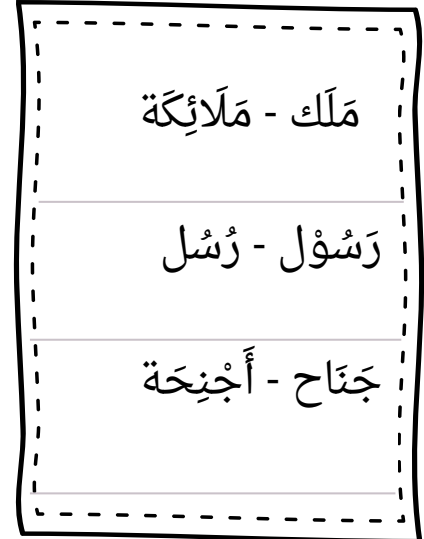 مَلَك - مَلَائِكَة
رَسُوْل - رُسُل
جَنَاح - أَجْنِحَة